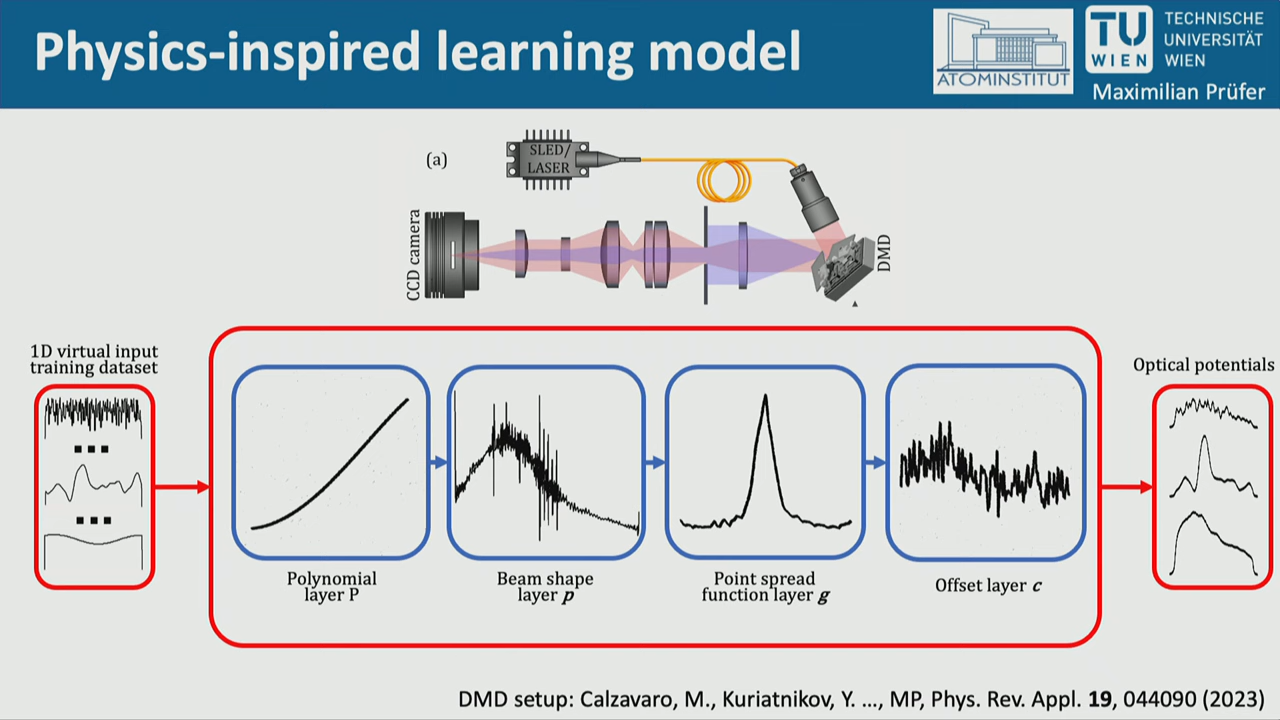 Physics-inspired learning model
ATOMINSTITUT
TU
WIEN
TECHNISCHE
UNIVERSITÄT
WIEN
Maximilian Prüfer
(a)
SLED/
LASER
CCD camera
DMD
1D virtual input
training dataset
Optical potentials
Polynomial
layer P
Beam shape
layer p
Point spread
function layer g
Offset layer c
DMD setup: Calzavaro, M., Kuriatnikov, Y. ..., MP, Phys. Rev. Appl. 19, 044090 (2023)